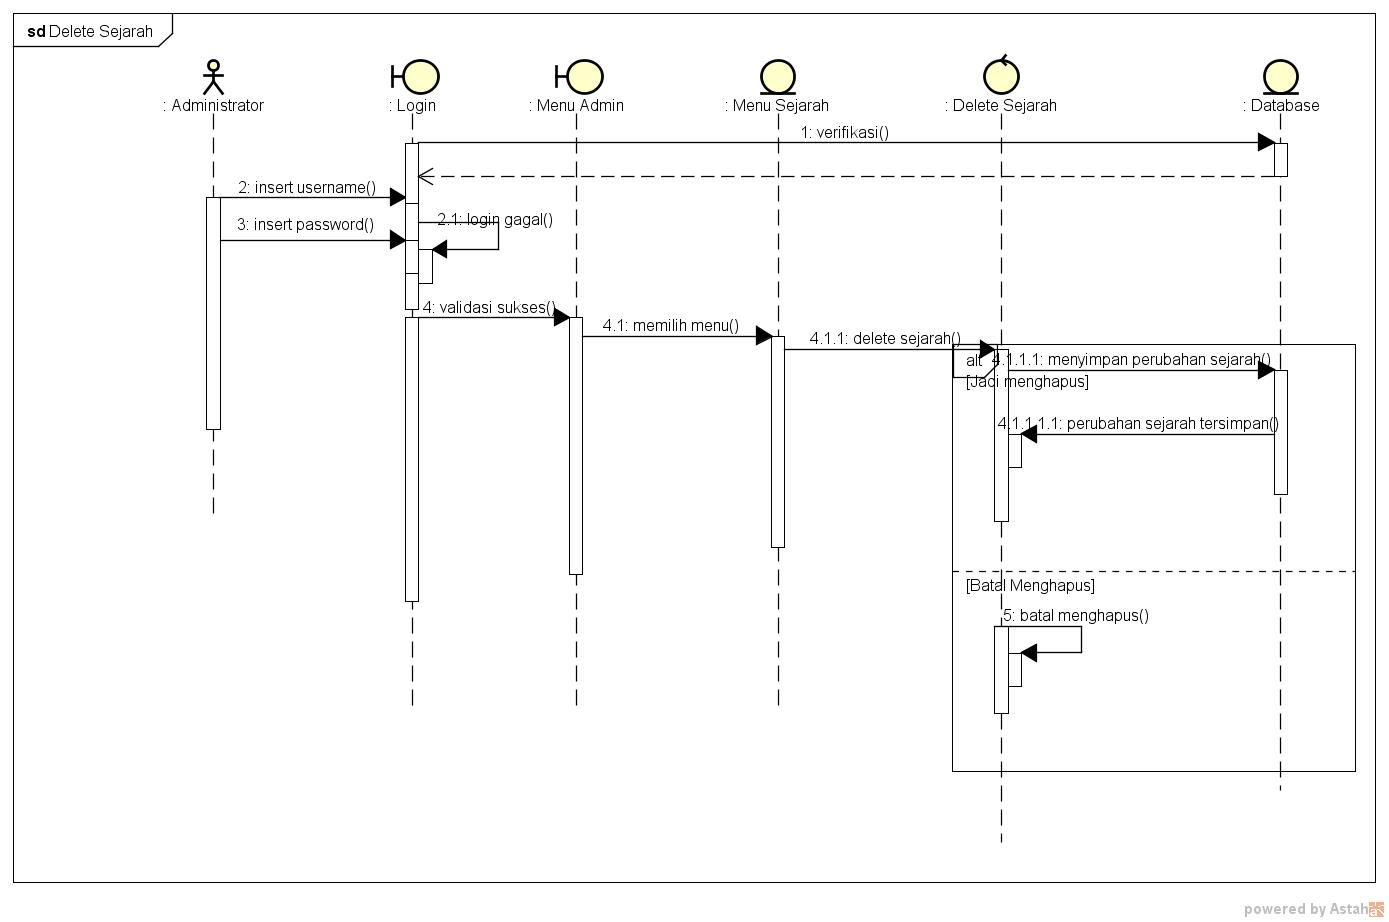 sd Delete Sejarah
: Administrator
: Login
: Menu Admin
: Menu Sejarah
: Delete Sejarah
: Database
1: verifikasi()
2: insert username()
2.1: login gagal()
3: insert password()
4: validasi sukses()
4.1: memilih menu()
4.1.1: delete sejarah()
alt
4.1.1.1: menyimpan perubahan sejarah()
[Jadi menghapus]
4.1.1.1.1: perubahan sejarah tersimpan()
[Batal Menghapus]
5: batal menghapus()
powered by Astah